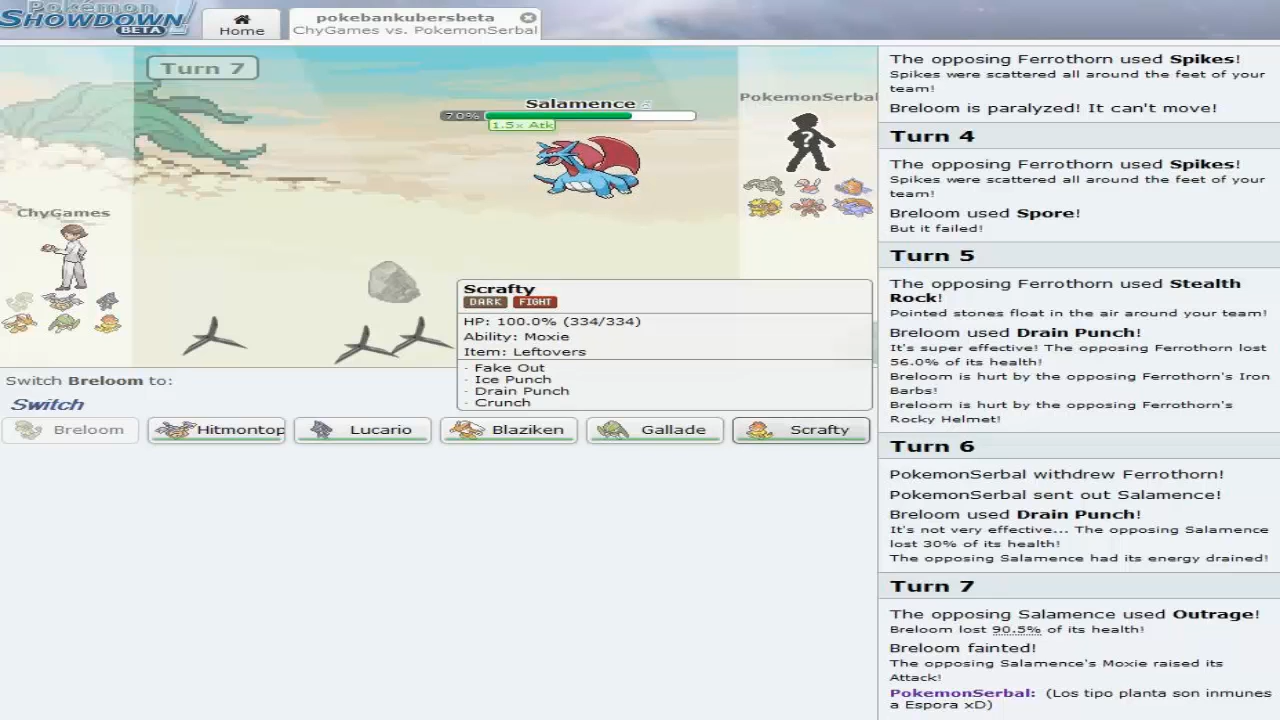 Pokémon
SHOWDOWN!
BETA
Home
pokebankubersbeta
ChyGames vs. PokemonSerbal
Turn 7
Salamence
70%
1.5× Atk
PokemonSerbal
?
ChyGames
Scrafty
DARK FIGHT
HP: 100.0% (334/334)
Ability: Moxie
Item: Leftovers
· Fake Out
· Ice Punch
· Drain Punch
· Crunch
Switch Breloom to:
Switch
Breloom
Hitmontop
Lucario
Blaziken
Gallade
Scrafty
The opposing Ferrothorn used Spikes!
Spikes were scattered all around the feet of your
team!
Breloom is paralyzed! It can't move!
Turn 4
The opposing Ferrothorn used Spikes!
Spikes were scattered all around the feet of your
team!
Breloom used Spore!
But it failed!
Turn 5
The opposing Ferrothorn used Stealth
Rock!
Pointed stones float in the air around your team!
Breloom used Drain Punch!
It's super effective! The opposing Ferrothorn lost
56.0% of its health!
Breloom is hurt by the opposing Ferrothorn's Iron
Barbs!
Breloom is hurt by the opposing Ferrothorn's
Rocky Helmet!
Turn 6
PokemonSerbal withdrew Ferrothorn!
PokemonSerbal sent out Salamence!
Breloom used Drain Punch!
It's not very effective... The opposing Salamence
lost 30% of its health!
The opposing Salamence had its energy drained!
Turn 7
The opposing Salamence used Outrage!
Breloom lost 90.5% of its health!
Breloom fainted!
The opposing Salamence's Moxie raised its
Attack!
PokemonSerbal: (Los tipo planta son inmunes
a Espora xD)